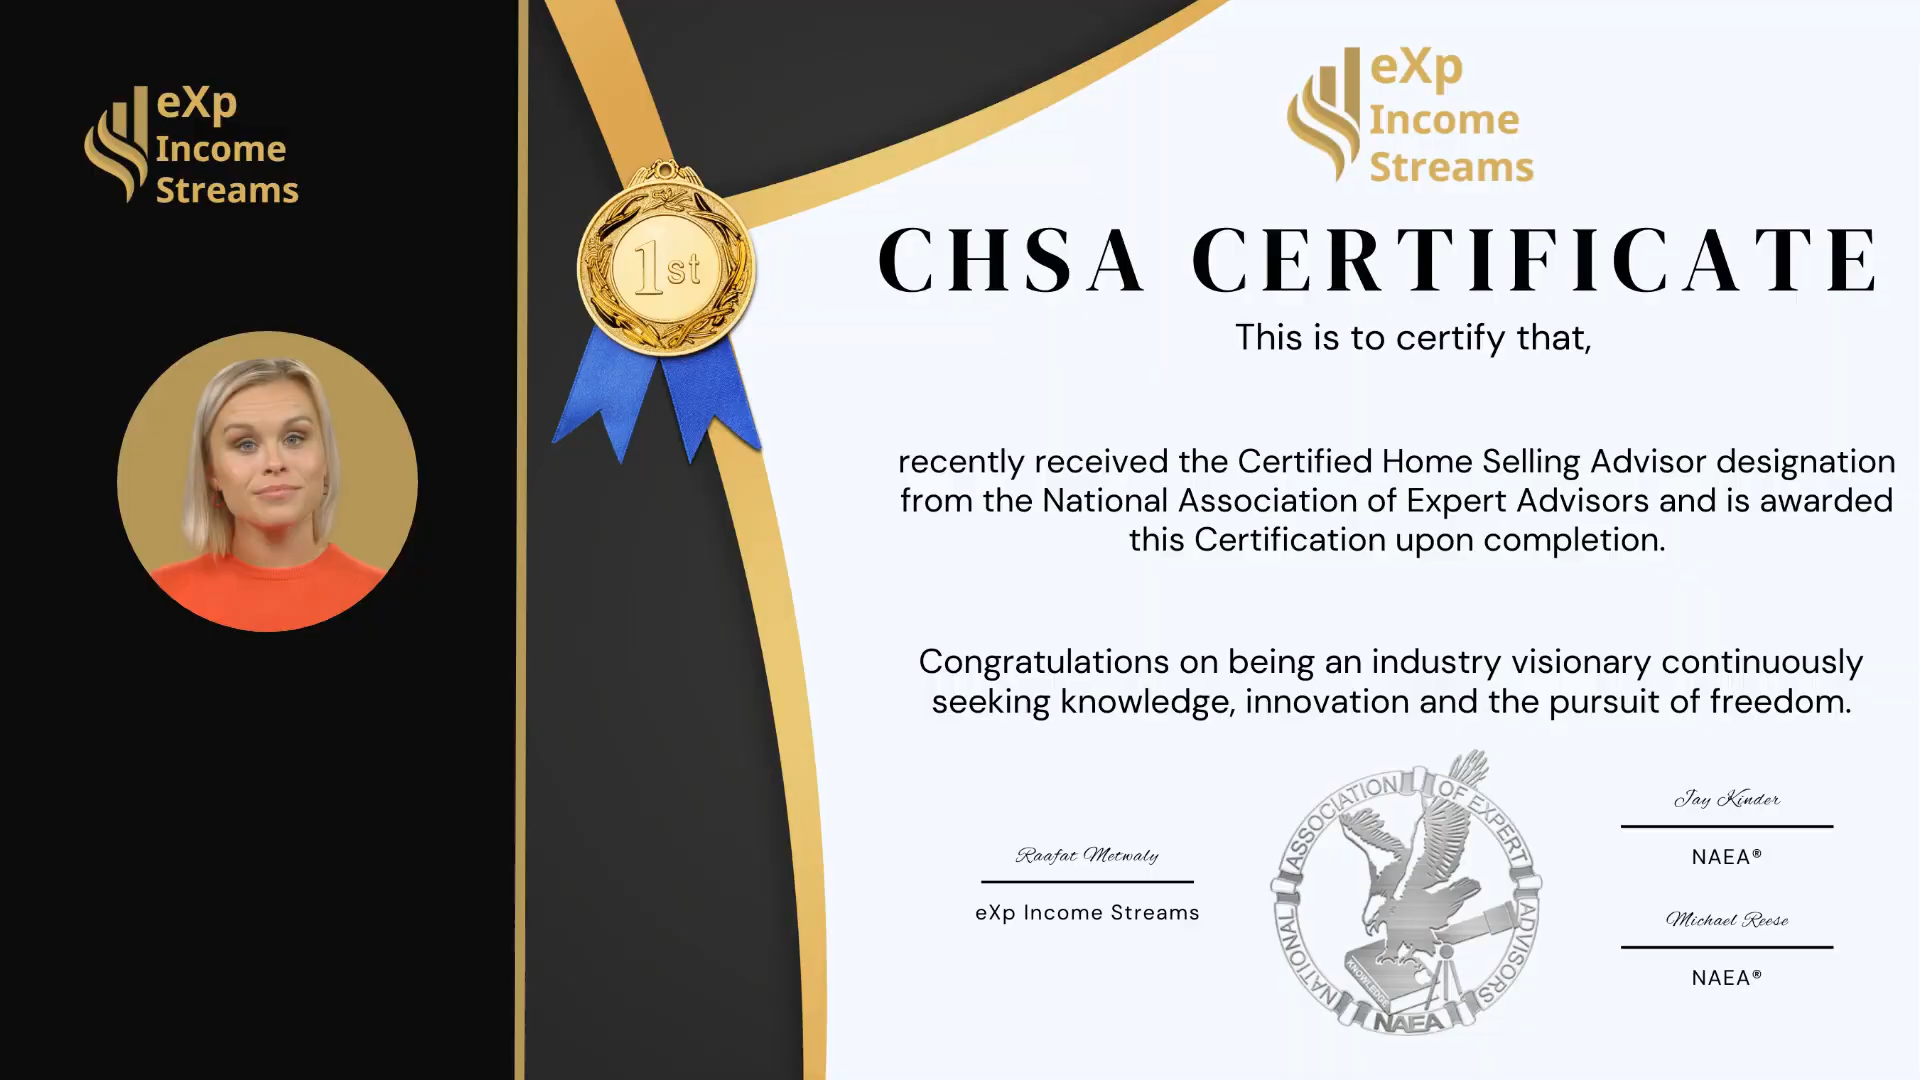 eXp
Income
Streams
eXp
Income
Streams
1st
CHSA CERTIFICATE
This is to certify that,
recently received the Certified Home Selling Advisor designation
from the National Association of Expert Advisors and is awarded
this Certification upon completion.
Congratulations on being an industry visionary continuously
seeking knowledge, innovation and the pursuit of freedom.
Raafat Metwaly
eXp Income Streams
NATIONAL ASSOCIATION OF EXPERT ADVISORS
KNOWLEDGE
NAEA
Jay Kinder
NAEA®
Michael Reese
NAEA®